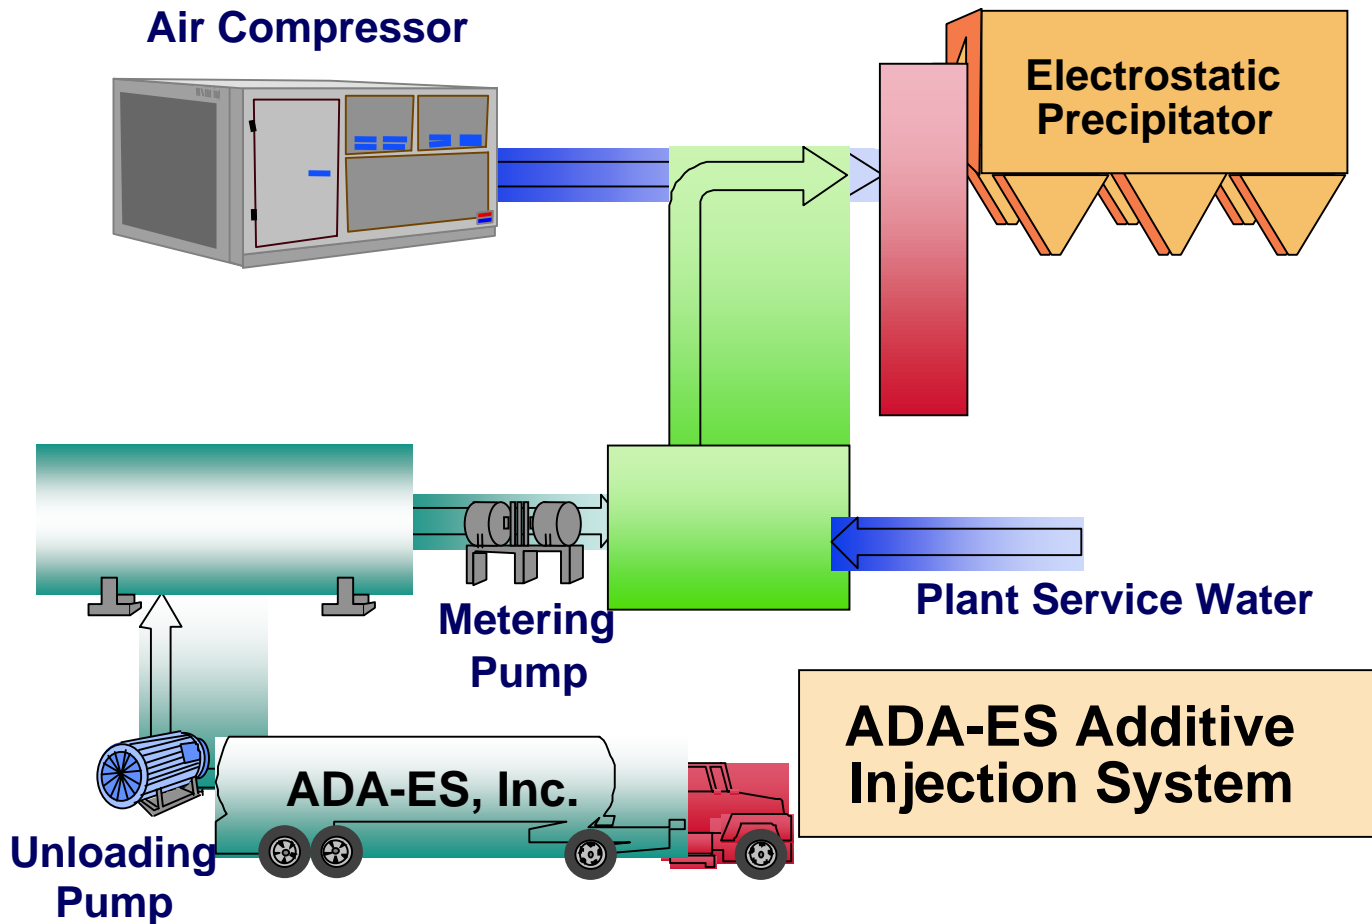 Air Compressor
Electrostatic
Precipitator
Metering
Pump
Plant Service Water
ADA-ES Additive
Injection System
ADA-ES, Inc.
Unloading
Pump